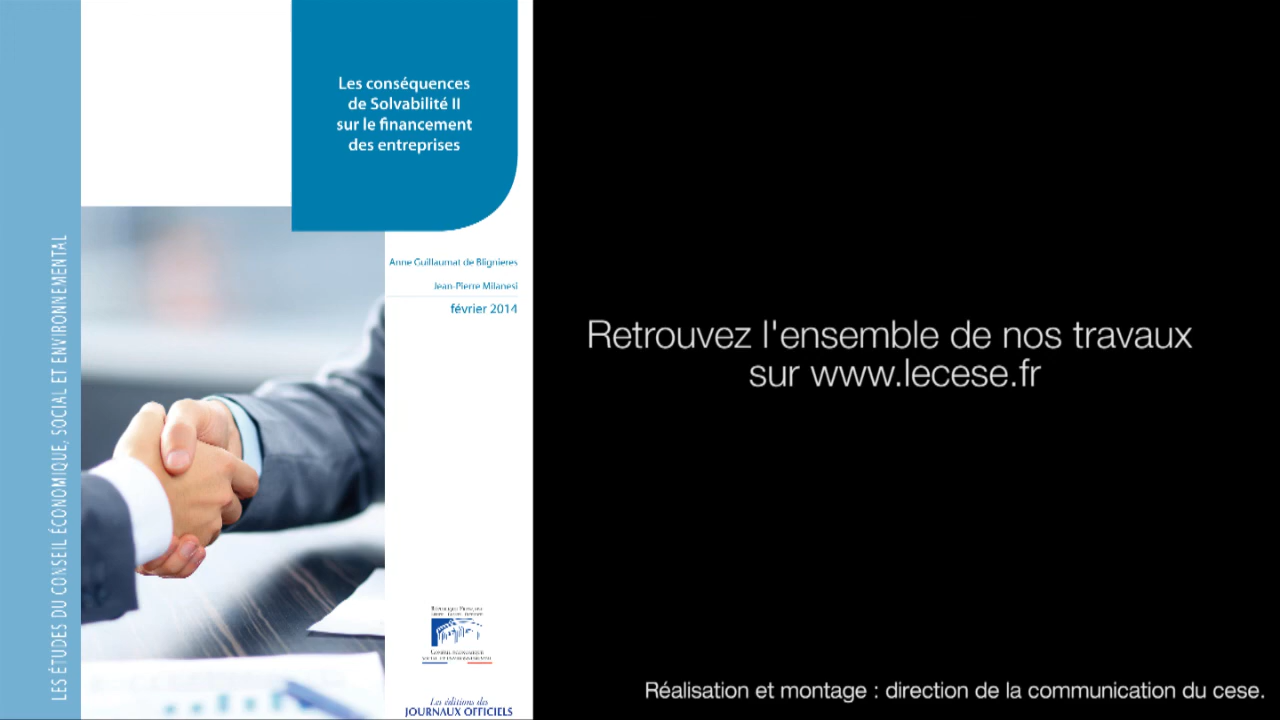 LES ÉTUDES DU CONSEIL ÉCONOMIQUE, SOCIAL ET ENVIRONNEMENTAL
Les conséquences
de Solvabilité II
sur le financement
des entreprises
Anne Guillaumat de Blignieres
Jean-Pierre Milanesi
février 2014
Les éditions des
JOURNAUX OFFICIELS
Retrouvez l'ensemble de nos travaux
sur www.lecese.fr
Réalisation et montage : direction de la communication du cese.